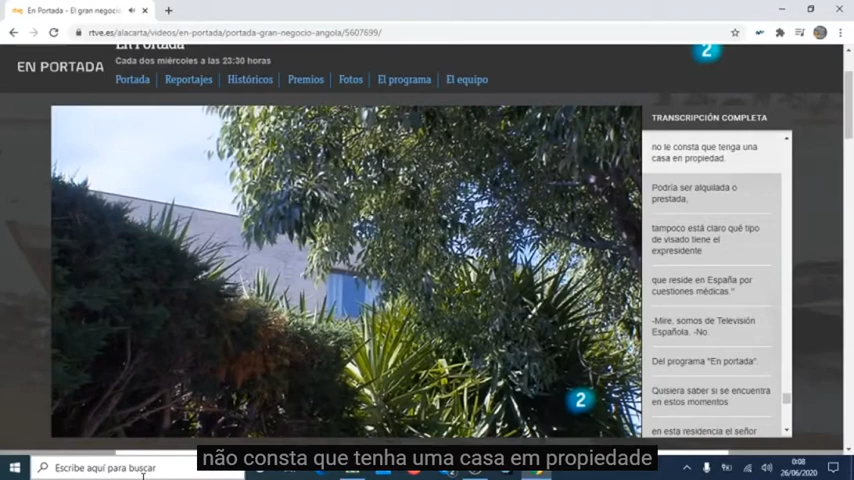 En Portada - El gran negocio
rtve.es/alacarta/videos/en-portada/portada-gran-negocio-angola/5607699/
EN PORTADA
En Portada
Cada dos miércoles a las 23:30 horas
Portada Reportajes Históricos Premios Fotos El programa El equipo
2
TRANSCRIPCIÓN COMPLETA
no le consta que tenga una
casa en propiedad.
Podría ser alquilada o
prestada,
tampoco está claro qué tipo
de visado tiene el
expresidente
que reside en España por
cuestiones médicas."
-Mire, somos de Televisión
Española. -No.
Del programa "En portada".
Quisiera saber si se encuentra
en estos momentos
en esta residencia el señor
2
não consta que tenha uma casa em propiedade
Escribe aquí para buscar
0:08
26/06/2020